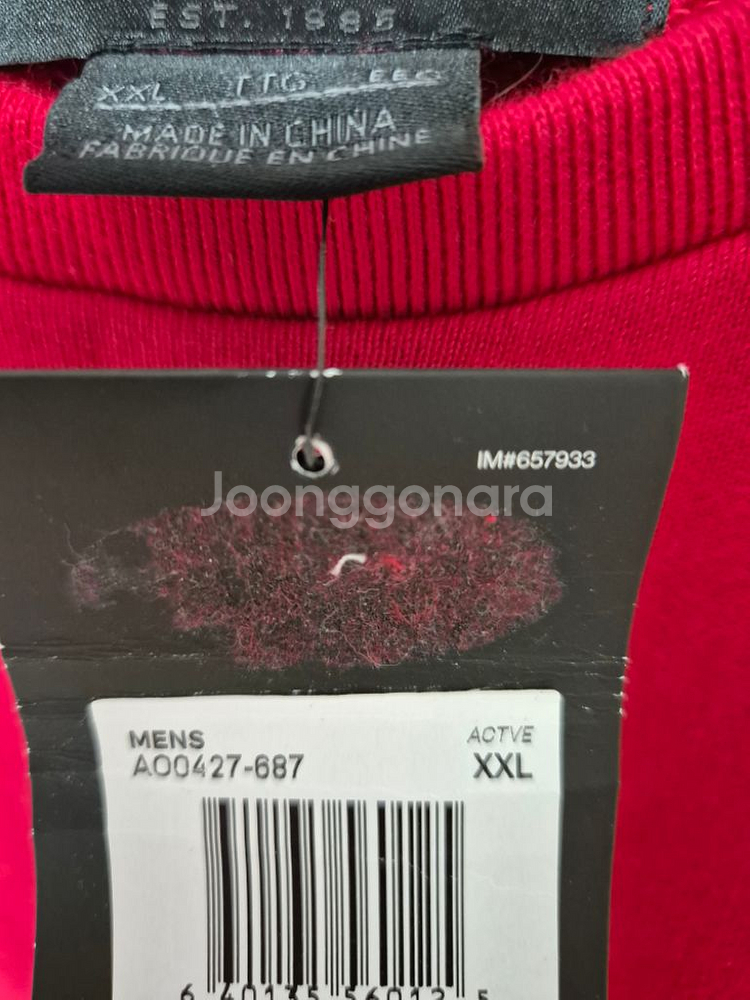 EST. 1985
XXL TTG EEG
MADE IN CHINA
FABRIQUE EN CHINE
IM#657933
Joonggonara
MENS
ACTVE
AO0427-687
XXL
6 40135 56012 5